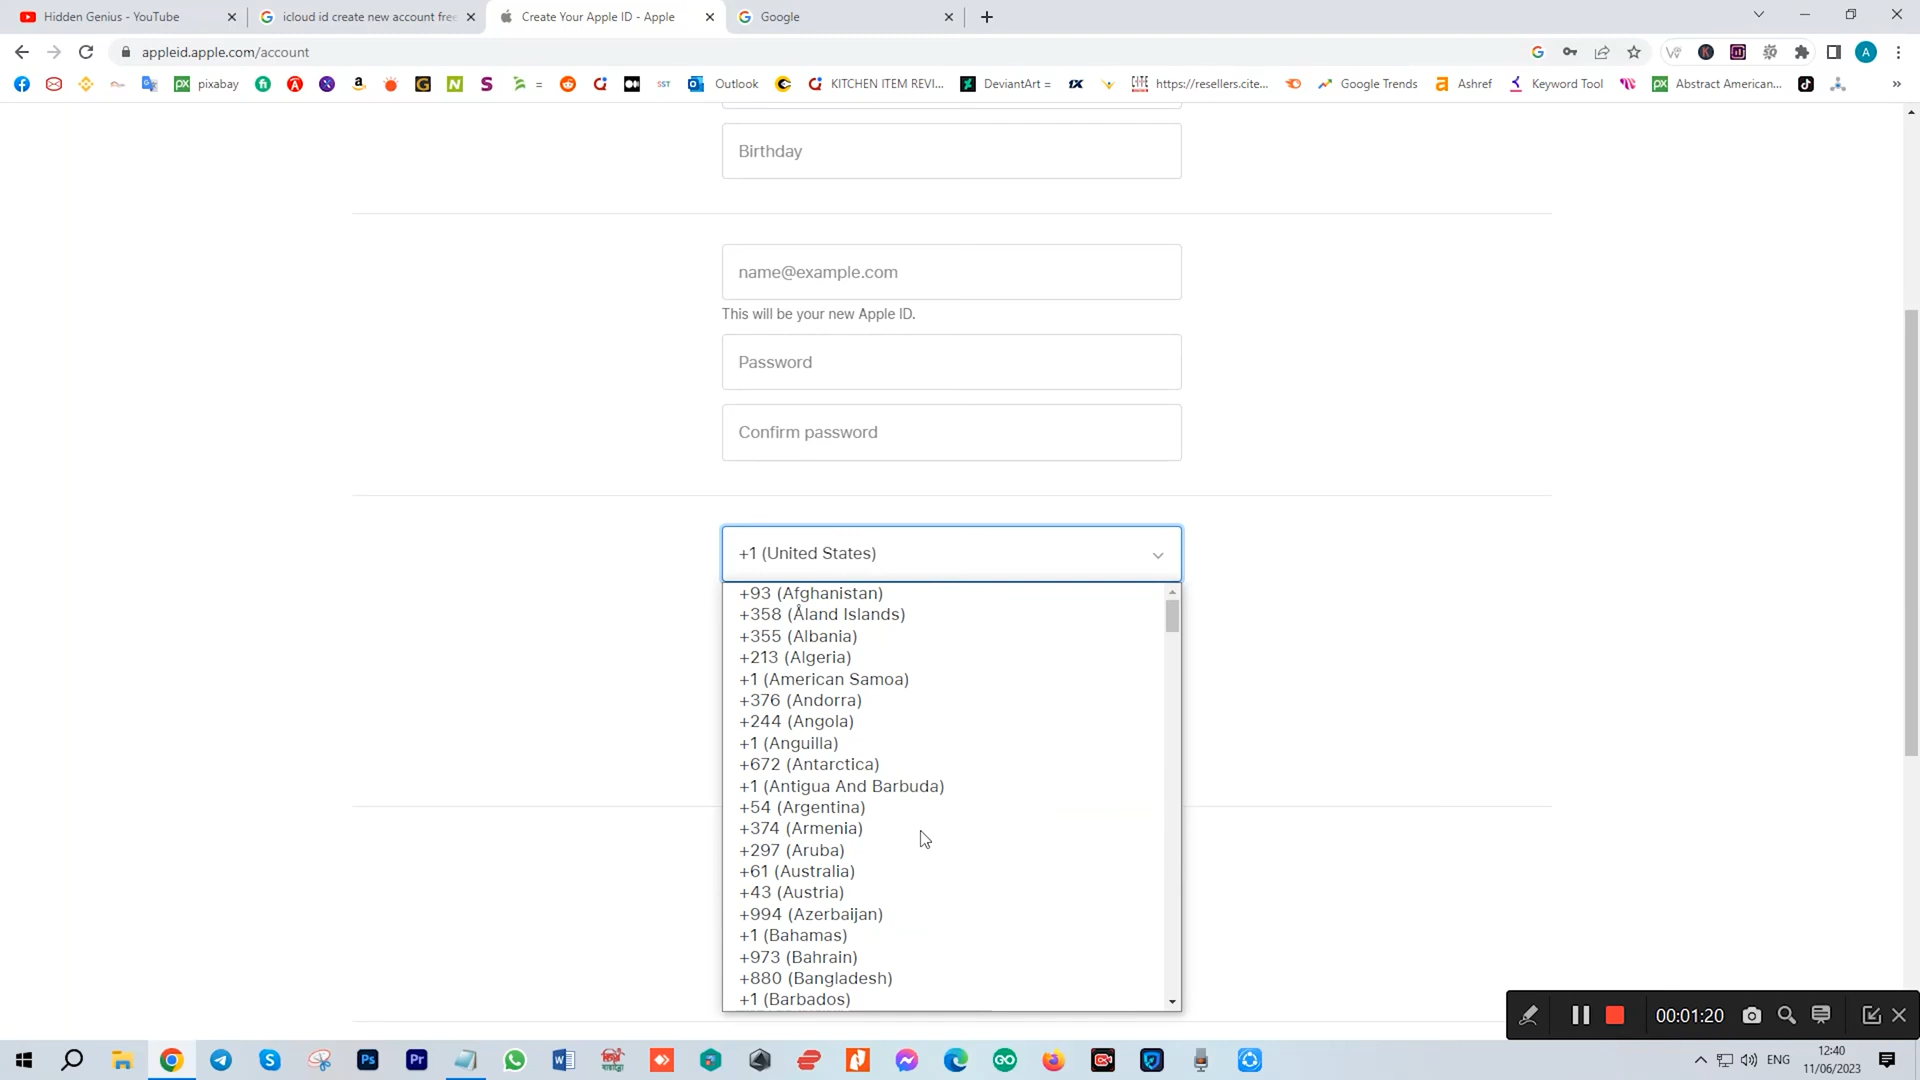 Hidden Genius - YouTube
icloud id create new account free
Create Your Apple ID - Apple
Google
appleid.apple.com/account
pixabay
Outlook
KITCHEN ITEM REVI...
DeviantArt =
https://resellers.cite...
Google Trends
Ashref
Keyword Tool
Abstract American...
Birthday
name@example.com
This will be your new Apple ID.
Password
Confirm password
+1 (United States)
+93 (Afghanistan)
+358 (Åland Islands)
+355 (Albania)
+213 (Algeria)
+1 (American Samoa)
+376 (Andorra)
+244 (Angola)
+1 (Anguilla)
+672 (Antarctica)
+1 (Antigua And Barbuda)
+54 (Argentina)
+374 (Armenia)
+297 (Aruba)
+61 (Australia)
+43 (Austria)
+994 (Azerbaijan)
+1 (Bahamas)
+973 (Bahrain)
+880 (Bangladesh)
+1 (Barbados)
00:01:20
ENG
12:40
11/06/2023